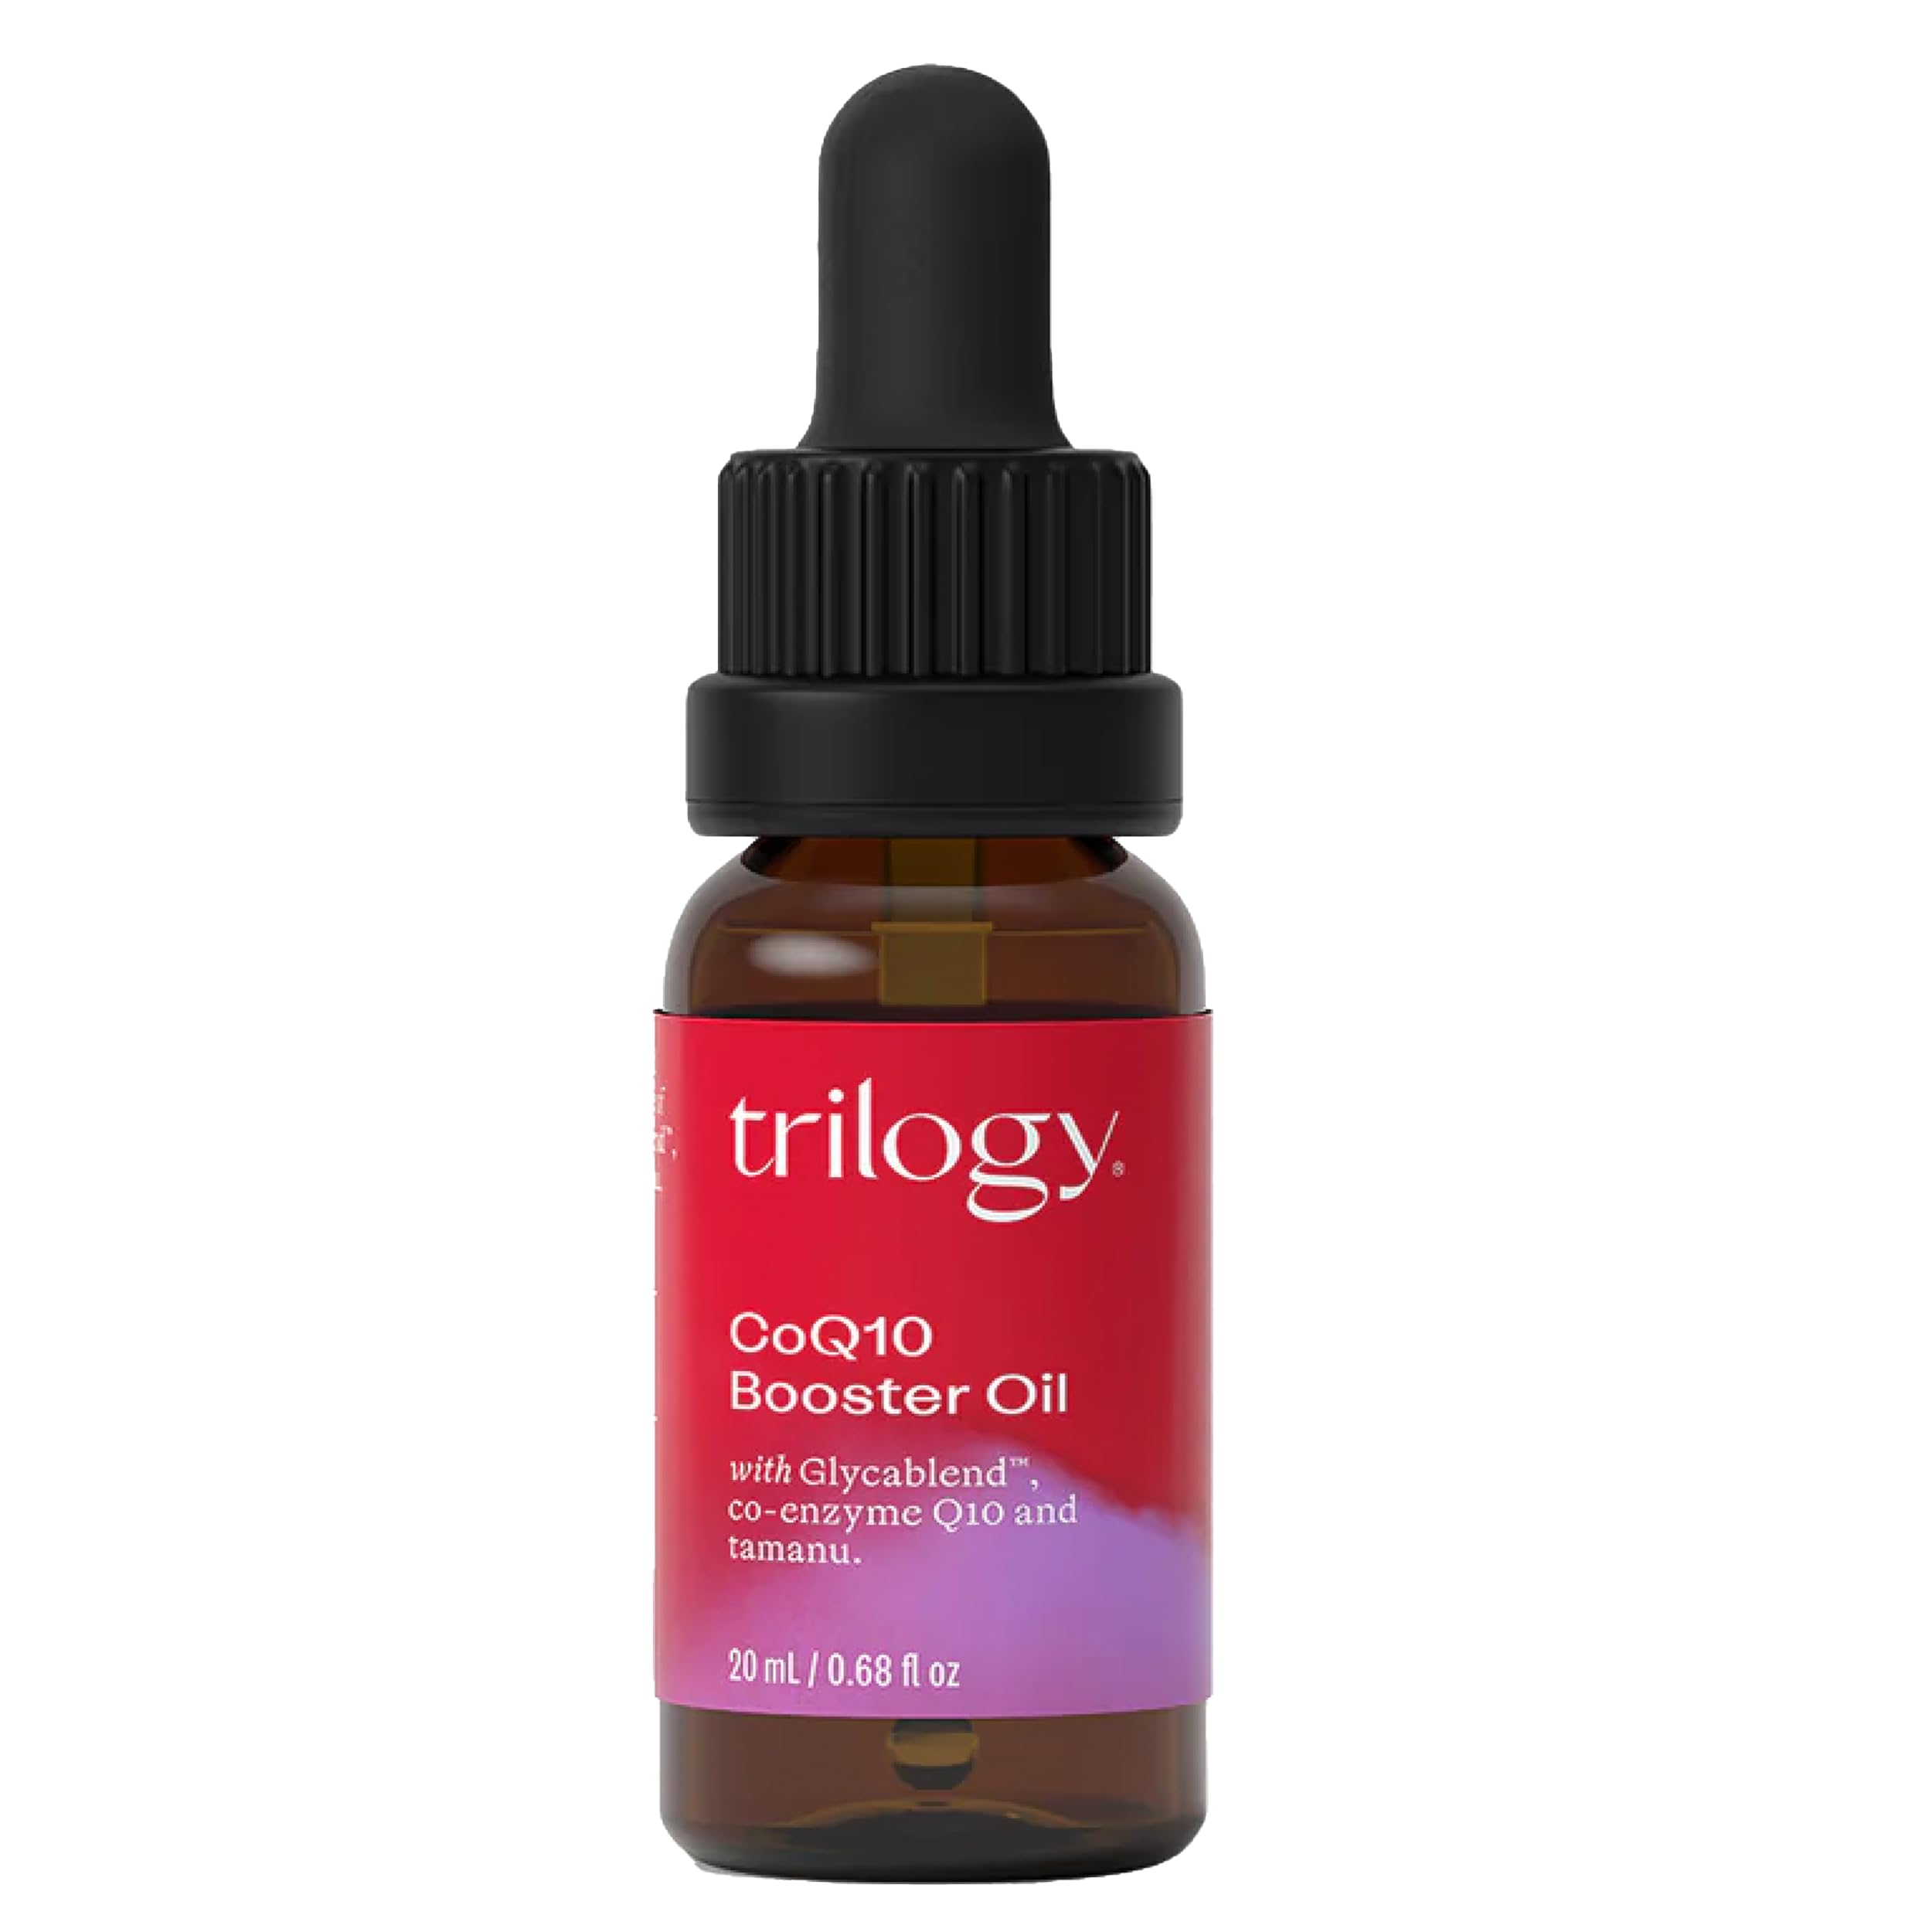 trilogy®
CoQ10
Booster Oil
with Glycablend™,
co-enzyme Q10 and
tamanu.
20 mL / 0.68 fl oz